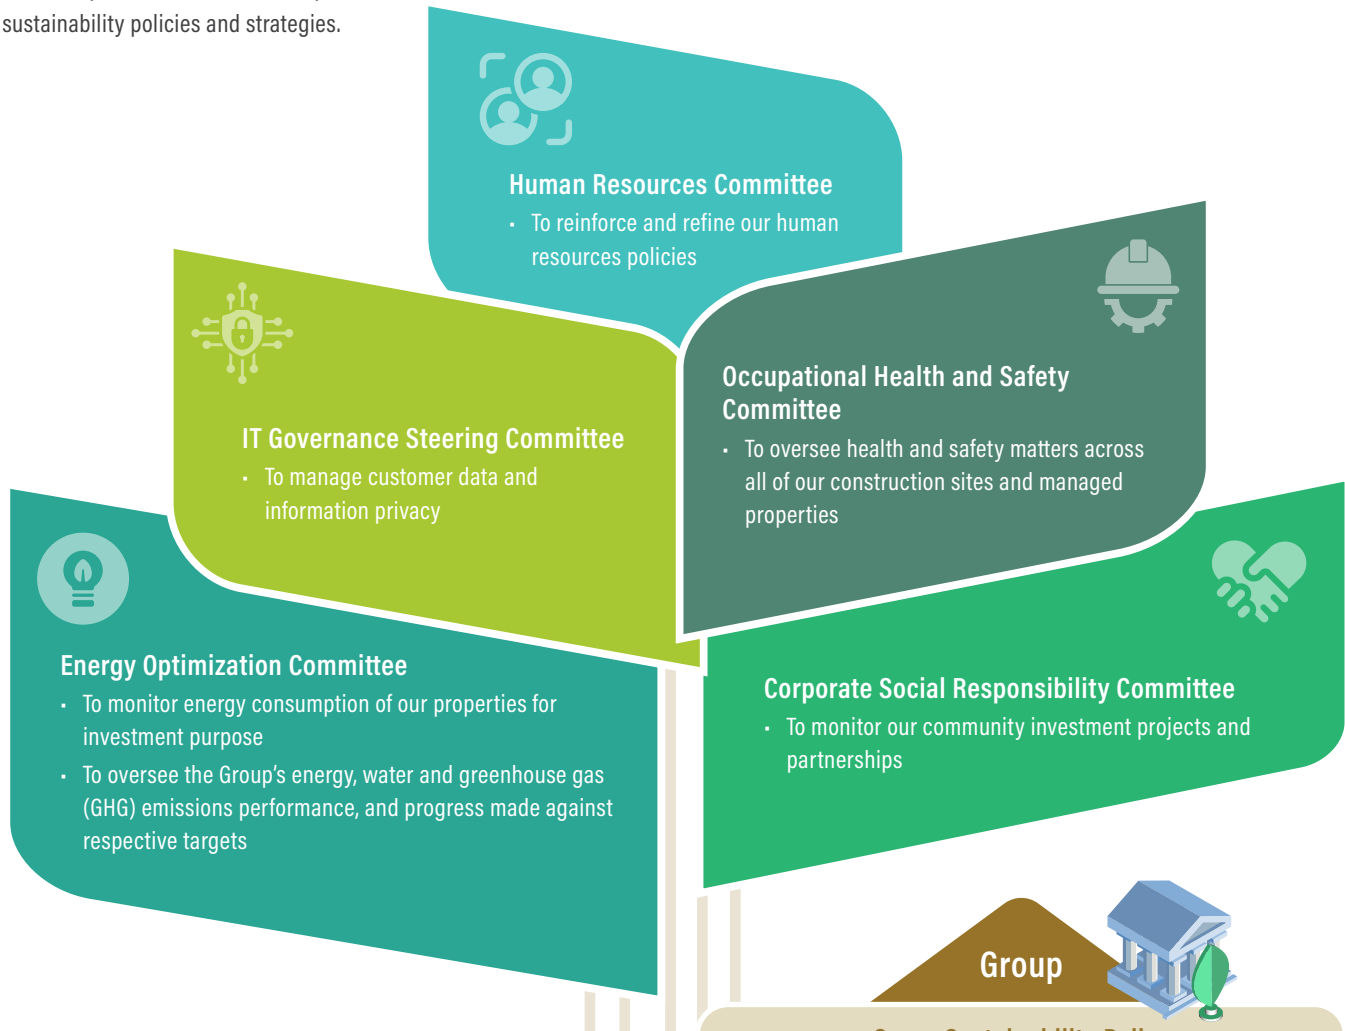 sustainability policies and strategies.
Human Resources Committee
• To reinforce and refine our human
resources policies
Occupational Health and Safety
Committee
• To oversee health and safety matters across
all of our construction sites and managed
properties
IT Governance Steering Committee
• To manage customer data and
information privacy
Energy Optimization Committee
• To monitor energy consumption of our properties for
investment purpose
• To oversee the Group’s energy, water and greenhouse gas
(GHG) emissions performance, and progress made against
respective targets
Corporate Social Responsibility Committee
• To monitor our community investment projects and
partnerships
Group